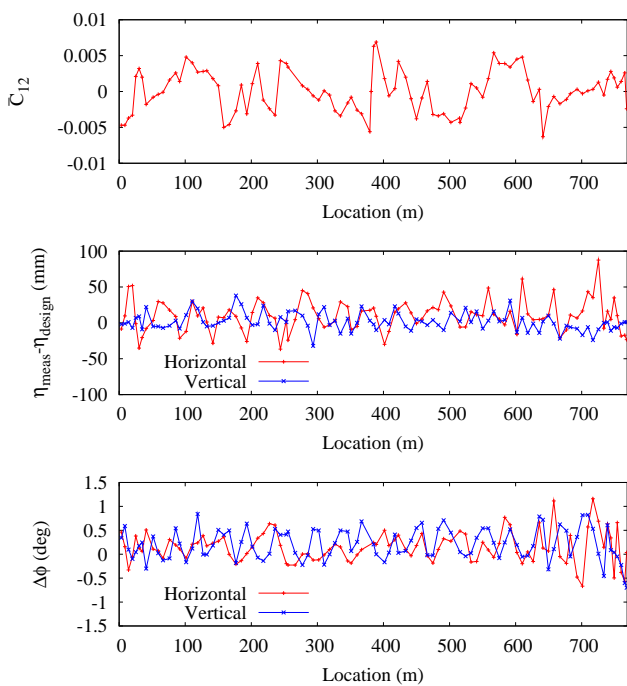 0.01
0.005
0
-0.005
-0.01
C̄12
0 100 200 300 400 500 600 700
Location (m)
100
50
0
-50
-100
ηmeas-ηdesign (mm)
Horizontal
Vertical
0 100 200 300 400 500 600 700
Location (m)
1.5
1
0.5
0
-0.5
-1
-1.5
Δϕ (deg)
Horizontal
Vertical
0 100 200 300 400 500 600 700
Location (m)